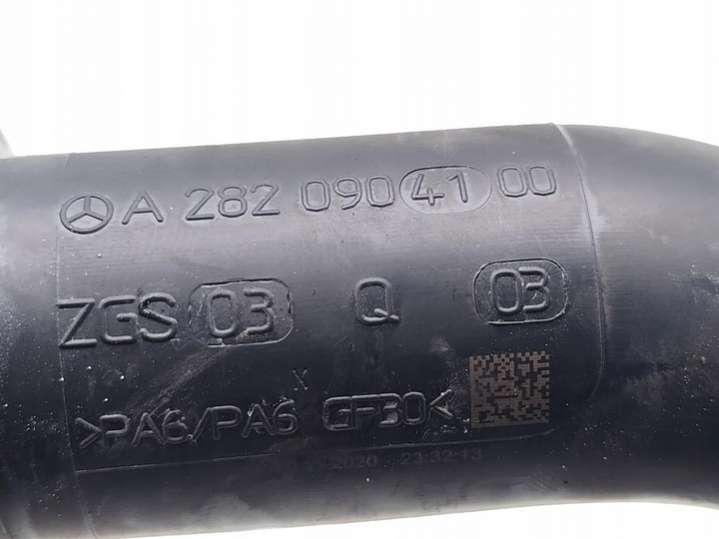 A 282 090 41 00
ZGS 03 Q 03
X
>PA6/PA6 GF30<
2020 23:32:13